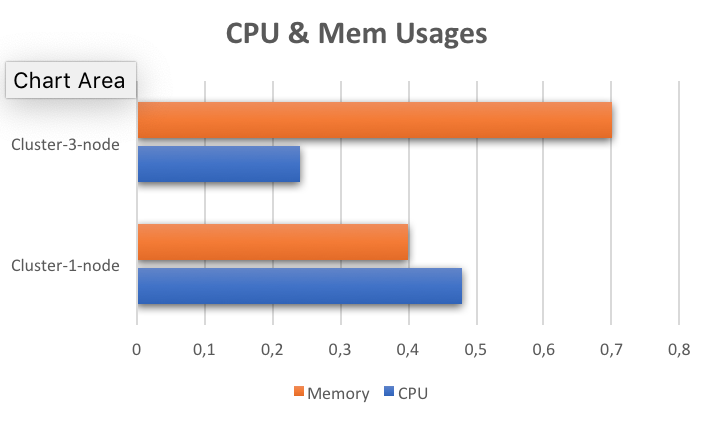 CPU & Mem Usages
Chart Area
Cluster-3-node
Cluster-1-node
0 0,1 0,2 0,3 0,4 0,5 0,6 0,7 0,8
Memory CPU